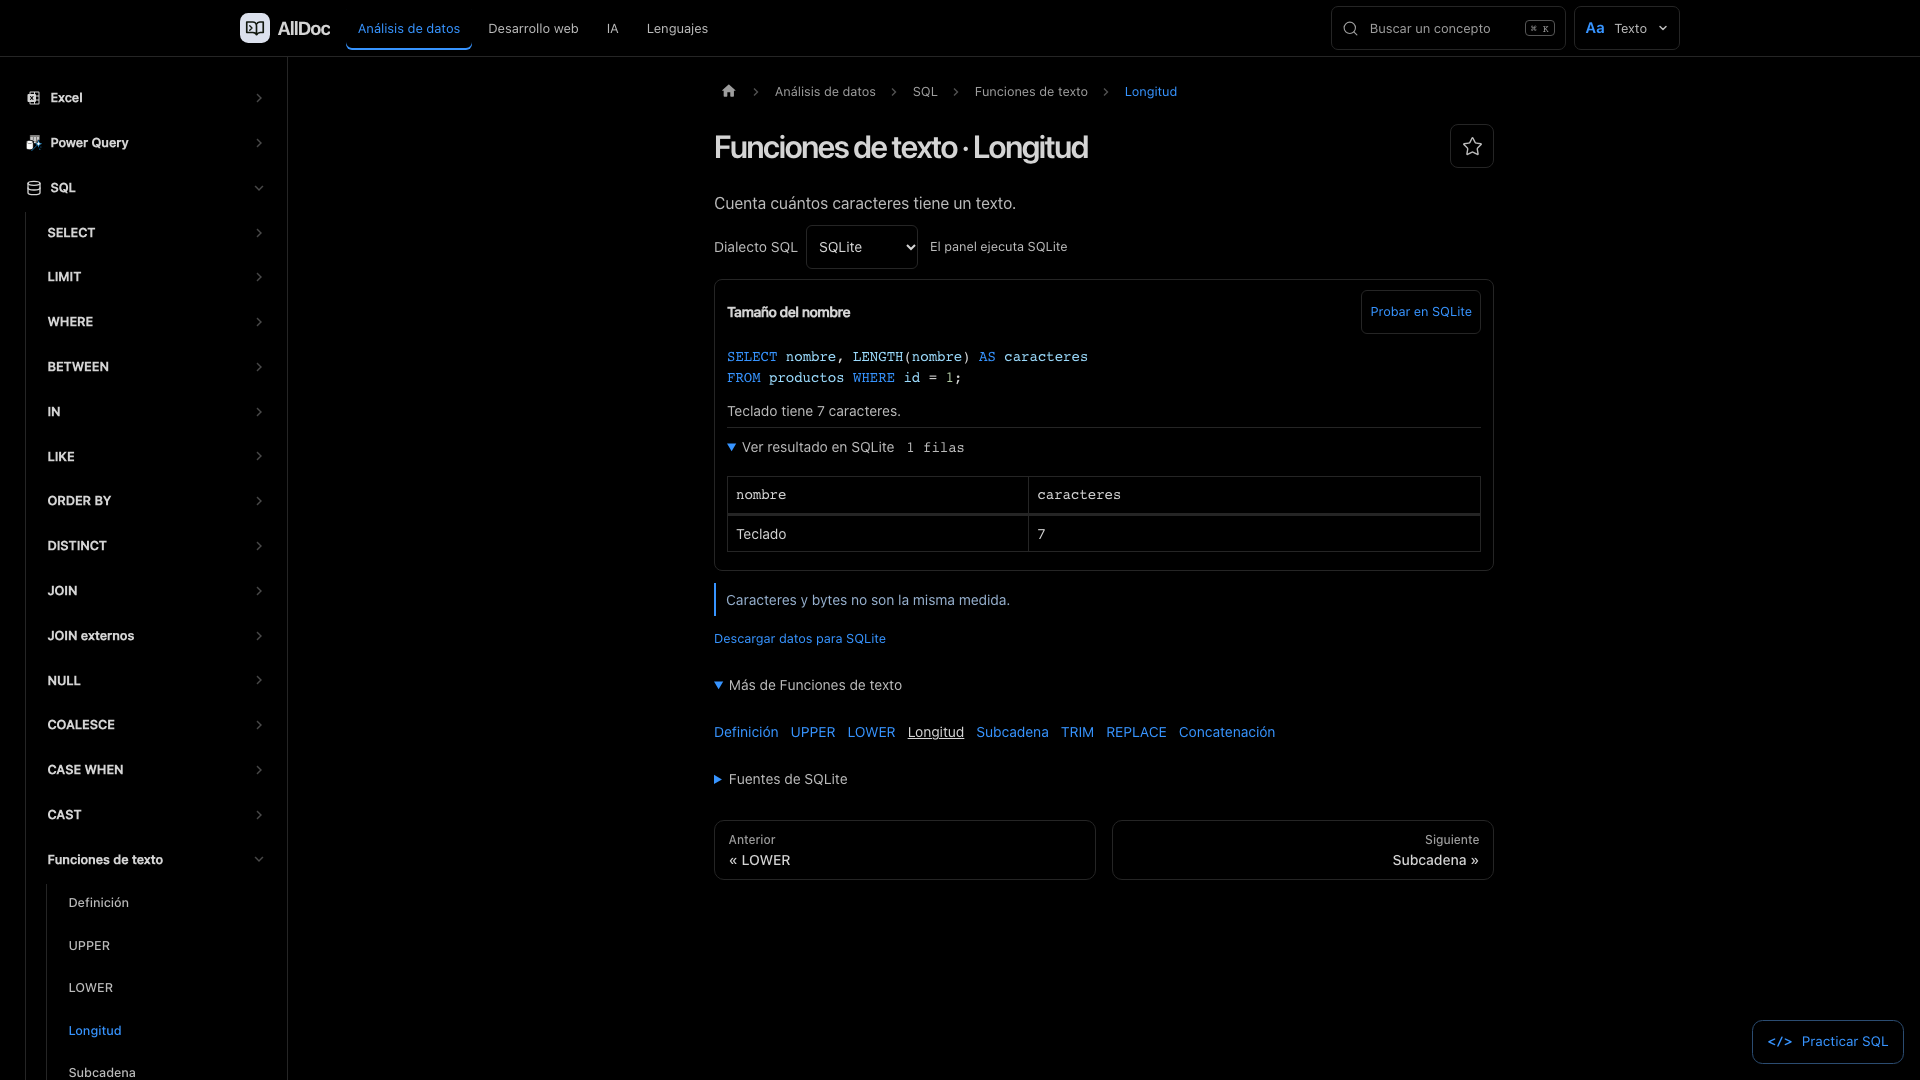 AllDoc
Análisis de datos
Desarrollo web
IA
Lenguajes
Buscar un concepto
⌘ K
Aa Texto
Excel
Power Query
SQL
SELECT
LIMIT
WHERE
BETWEEN
IN
LIKE
ORDER BY
DISTINCT
JOIN
JOIN externos
NULL
COALESCE
CASE WHEN
CAST
Funciones de texto
Definición
UPPER
LOWER
Longitud
Subcadena
Análisis de datos
SQL
Funciones de texto
Longitud
Funciones de texto · Longitud
Cuenta cuántos caracteres tiene un texto.
Dialecto SQL SQLite El panel ejecuta SQLite
Tamaño del nombre
Probar en SQLite
SELECT nombre, LENGTH(nombre) AS caracteres
FROM productos WHERE id = 1;
Teclado tiene 7 caracteres.
Ver resultado en SQLite 1 filas
nombre caracteres
Teclado 7
Caracteres y bytes no son la misma medida.
Descargar datos para SQLite
Más de Funciones de texto
Definición UPPER LOWER Longitud Subcadena TRIM REPLACE Concatenación
Fuentes de SQLite
Anterior
« LOWER
Siguiente
Subcadena »
</> Practicar SQL